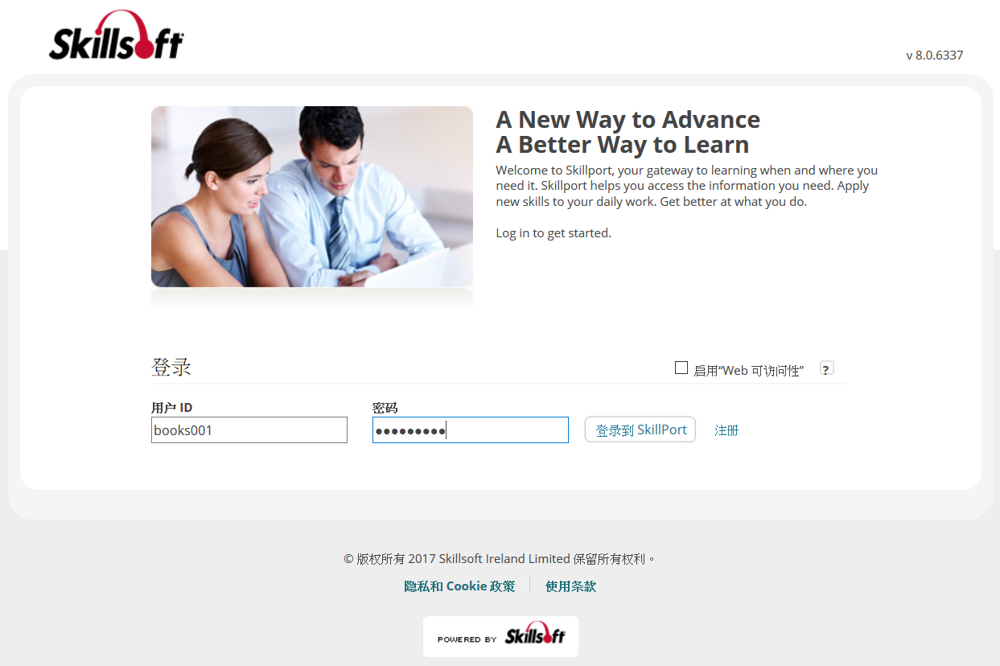 Skillsoft
v 8.0.6337
A New Way to Advance
A Better Way to Learn
Welcome to Skillport, your gateway to learning when and where you
need it. Skillport helps you access the information you need. Apply
new skills to your daily work. Get better at what you do.
Log in to get started.
登录
启用“Web 可访问性”
?
用户 ID
密码
books001
●●●●●●●●●
登录到 SkillPort
注册
© 版权所有 2017 Skillsoft Ireland Limited 保留所有权利。
隐私和 Cookie 政策
使用条款
POWERED BY Skillsoft